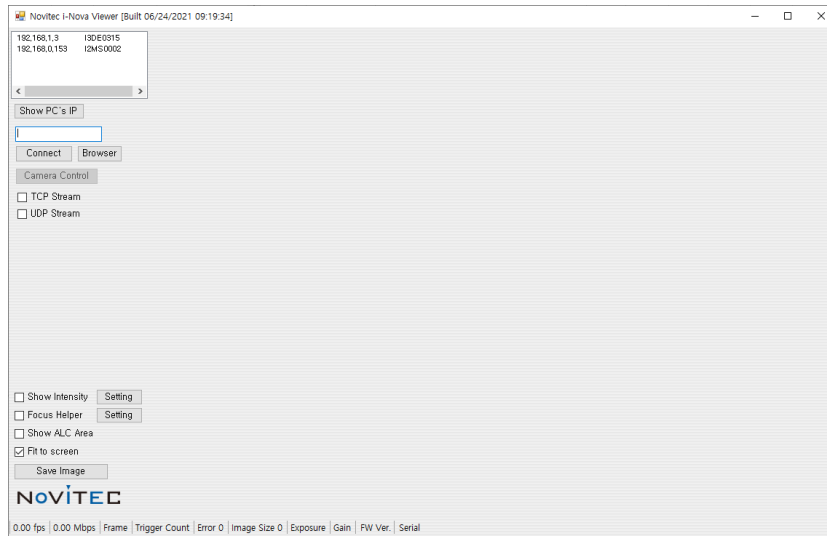 Novitec i-Nova Viewer [Built 06/24/2021 09:19:34]
192,168,1,3 I3DE0315
192,168,0,153 I2MS0002
Show PC`s IP
Connect Browser
Camera Control
TCP Stream
UDP Stream
Show Intensity Setting
Focus Helper Setting
Show ALC Area
Fit to screen
Save Image
NOVITEC
0.00 fps 0.00 Mbps Frame Trigger Count Error 0 Image Size 0 Exposure Gain FW Ver. Serial